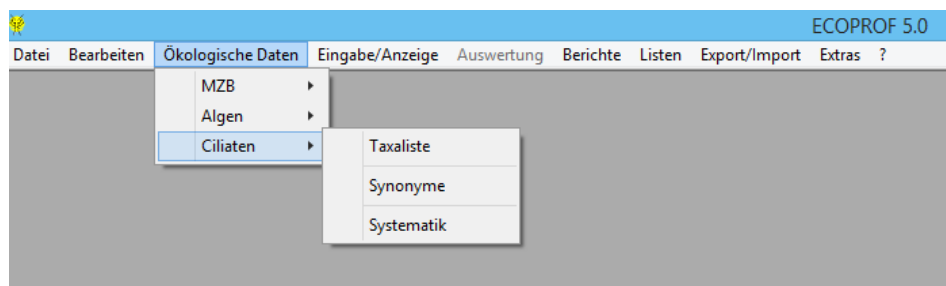 ECOPROF 5.0
Datei Bearbeiten Ökologische Daten Eingabe/Anzeige Auswertung Berichte Listen Export/Import Extras ?
MZB
Algen
Ciliaten
Taxaliste
Synonyme
Systematik